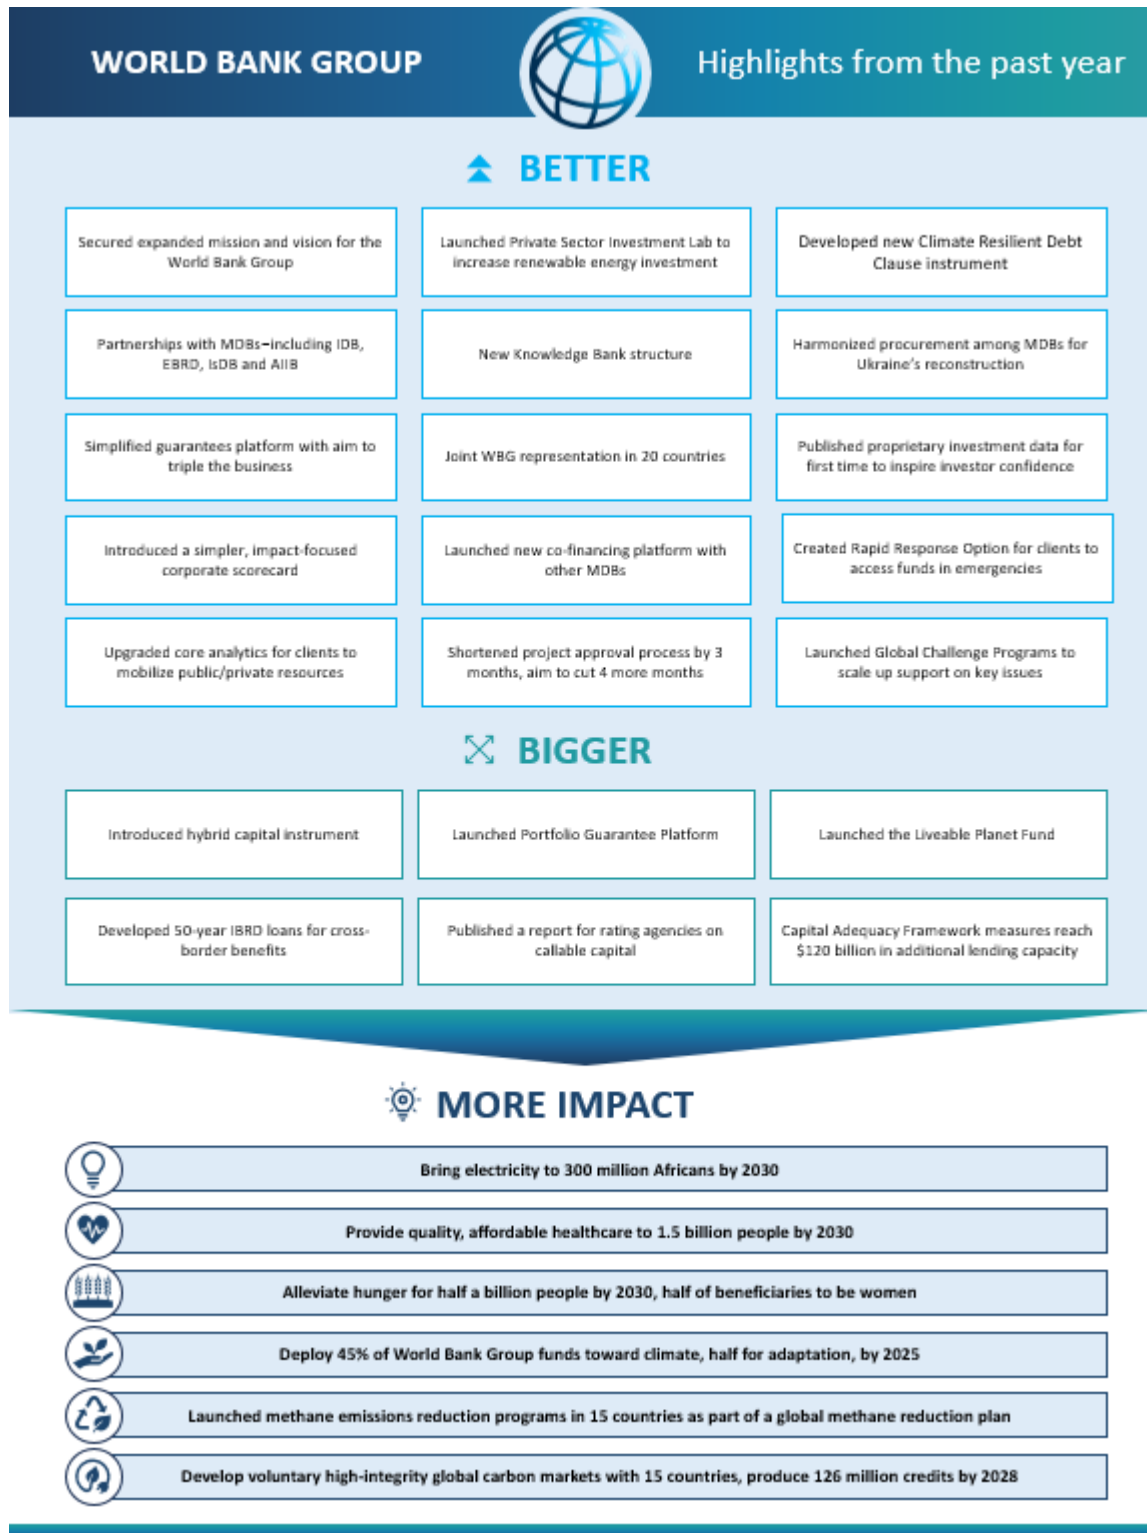 WORLD BANK GROUP
Highlights from the past year
BETTER
Secured expanded mission and vision for the
World Bank Group
Launched Private Sector Investment Lab to
increase renewable energy investment
Developed new Climate Resilient Debt
Clause instrument
Partnerships with MDBs–including IDB,
EBRD, IsDB and AIIB
New Knowledge Bank structure
Harmonized procurement among MDBs for
Ukraine's reconstruction
Simplified guarantees platform with aim to
triple the business
Joint WBG representation in 20 countries
Published proprietary investment data for
first time to inspire investor confidence
Introduced a simpler, impact-focused
corporate scorecard
Launched new co-financing platform with
other MDBs
Created Rapid Response Option for clients to
access funds in emergencies
Upgraded core analytics for clients to
mobilize public/private resources
Shortened project approval process by 3
months, aim to cut 4 more months
Launched Global Challenge Programs to
scale up support on key issues
BIGGER
Introduced hybrid capital instrument
Launched Portfolio Guarantee Platform
Launched the Liveable Planet Fund
Developed 50-year IBRD loans for cross-
border benefits
Published a report for rating agencies on
callable capital
Capital Adequacy Framework measures reach
$120 billion in additional lending capacity
MORE IMPACT
Bring electricity to 300 million Africans by 2030
Provide quality, affordable healthcare to 1.5 billion people by 2030
Alleviate hunger for half a billion people by 2030, half of beneficiaries to be women
Deploy 45% of World Bank Group funds toward climate, half for adaptation, by 2025
Launched methane emissions reduction programs in 15 countries as part of a global methane reduction plan
Develop voluntary high-integrity global carbon markets with 15 countries, produce 126 million credits by 2028